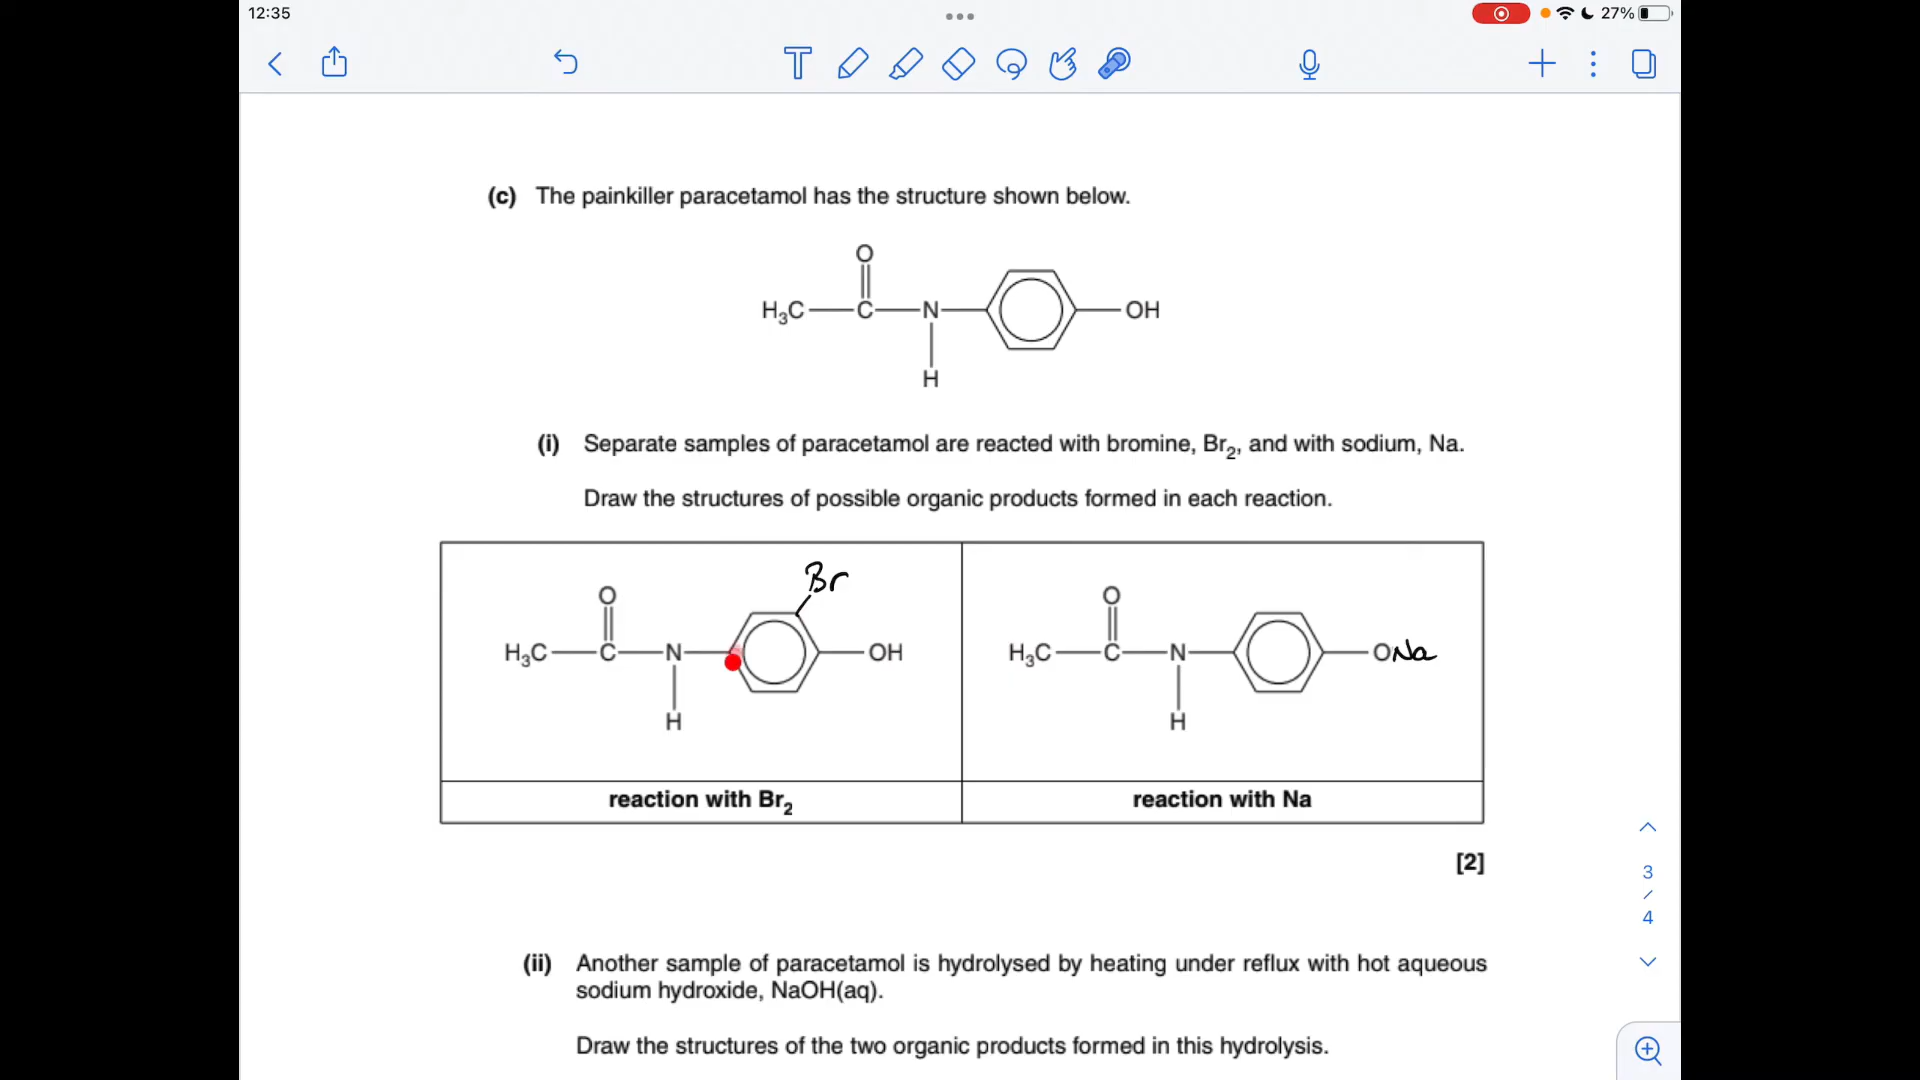 12:35
27%
(c) The painkiller paracetamol has the structure shown below.
O
H₃C C N OH
H
(i) Separate samples of paracetamol are reacted with bromine, Br₂, and with sodium, Na.
Draw the structures of possible organic products formed in each reaction.
Br
O
H₃C C N OH
H
O
H₃C C N ONa
H
reaction with Br₂
reaction with Na
[2]
3
/
4
(ii) Another sample of paracetamol is hydrolysed by heating under reflux with hot aqueous
sodium hydroxide, NaOH(aq).
Draw the structures of the two organic products formed in this hydrolysis.